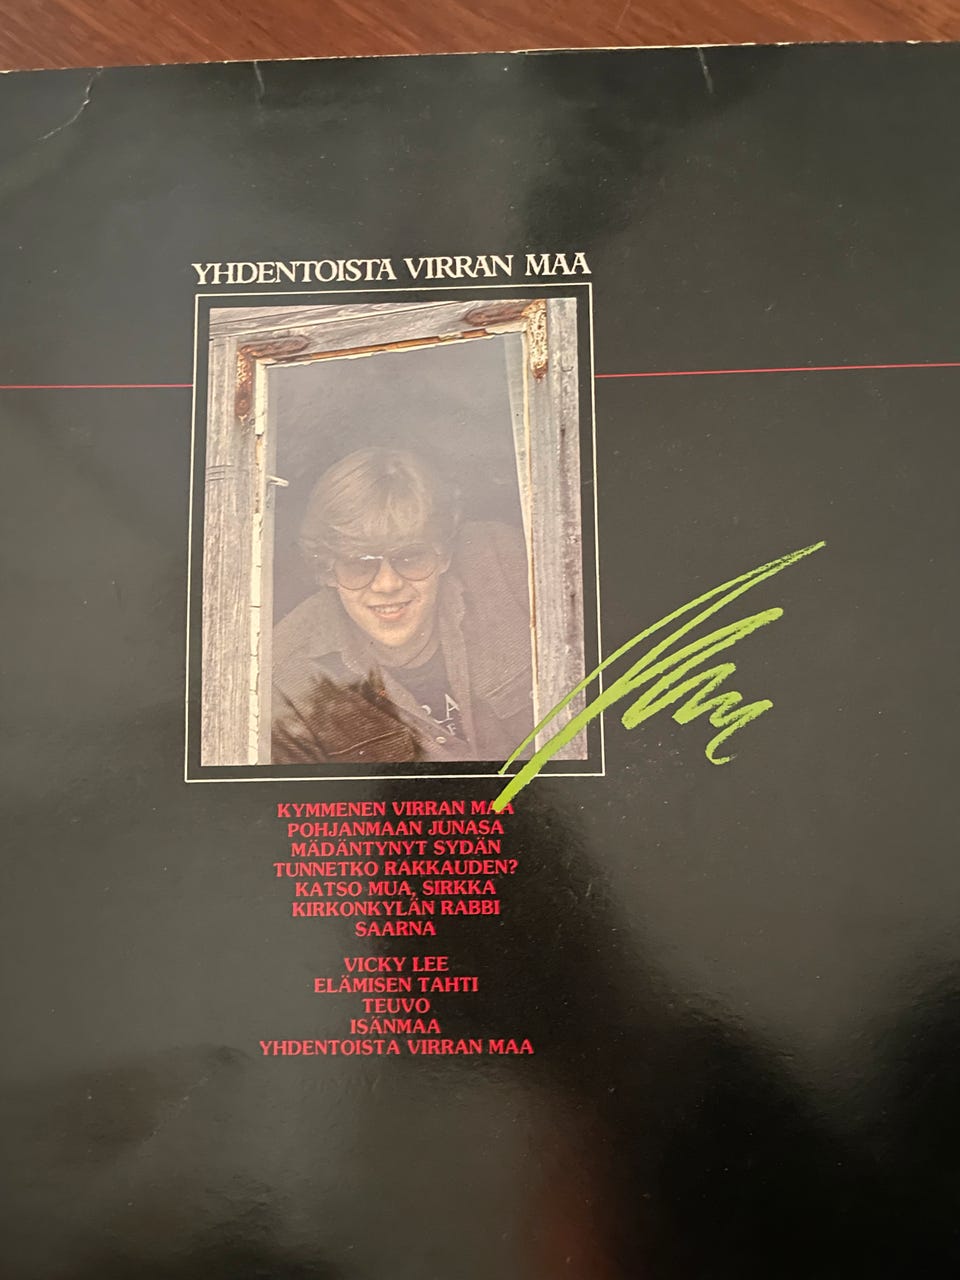 YHDENTOISTA VIRRAN MAA
KYMMENEN VIRRAN MAA
POHJANMAAN JUNASA
MÄDÄNTYNYT SYDÄN
TUNNETKO RAKKAUDEN?
KATSO MUA, SIRKKA
KIRKONKYLÄN RABBI
SAARNA
VICKY LEE
ELÄMISEN TAHTI
TEUVO
ISÄNMAA
YHDENTOISTA VIRRAN MAA